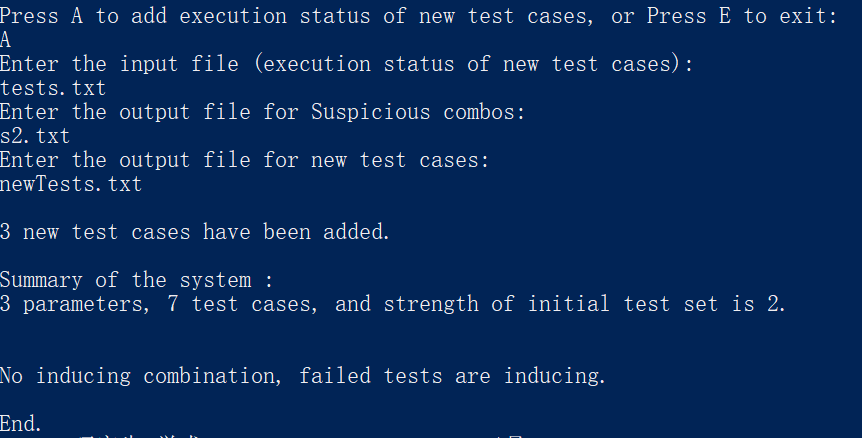 Press A to add execution status of new test cases, or Press E to exit:
A
Enter the input file (execution status of new test cases):
tests.txt
Enter the output file for Suspicious combos:
s2.txt
Enter the output file for new test cases:
newTests.txt
3 new test cases have been added.
Summary of the system :
3 parameters, 7 test cases, and strength of initial test set is 2.
No inducing combination, failed tests are inducing.
End.